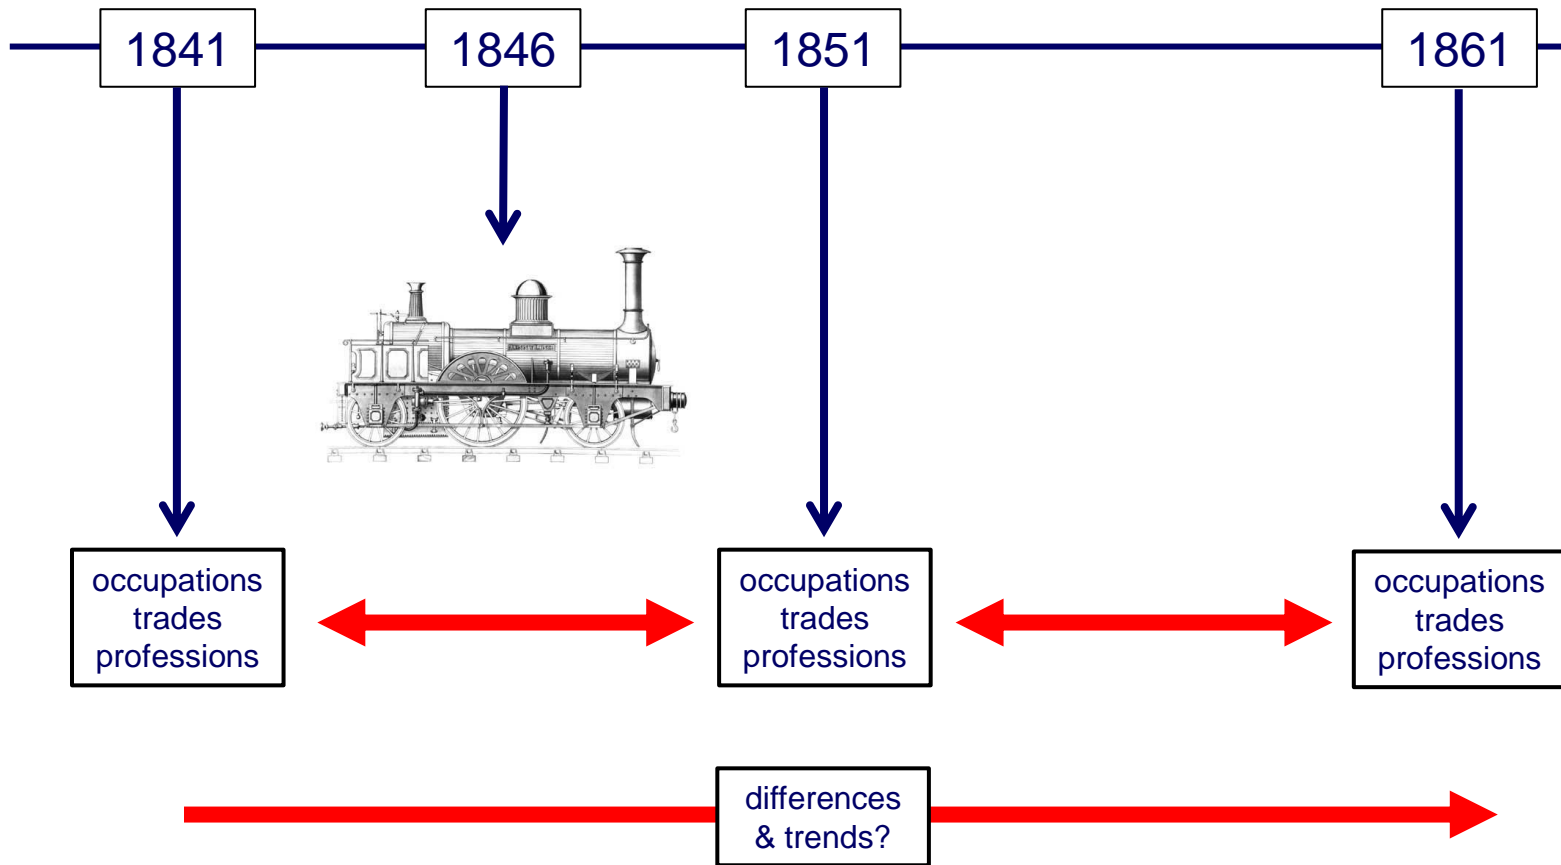 1841
1846
1851
1861
occupations
trades
professions
occupations
trades
professions
occupations
trades
professions
differences
& trends?